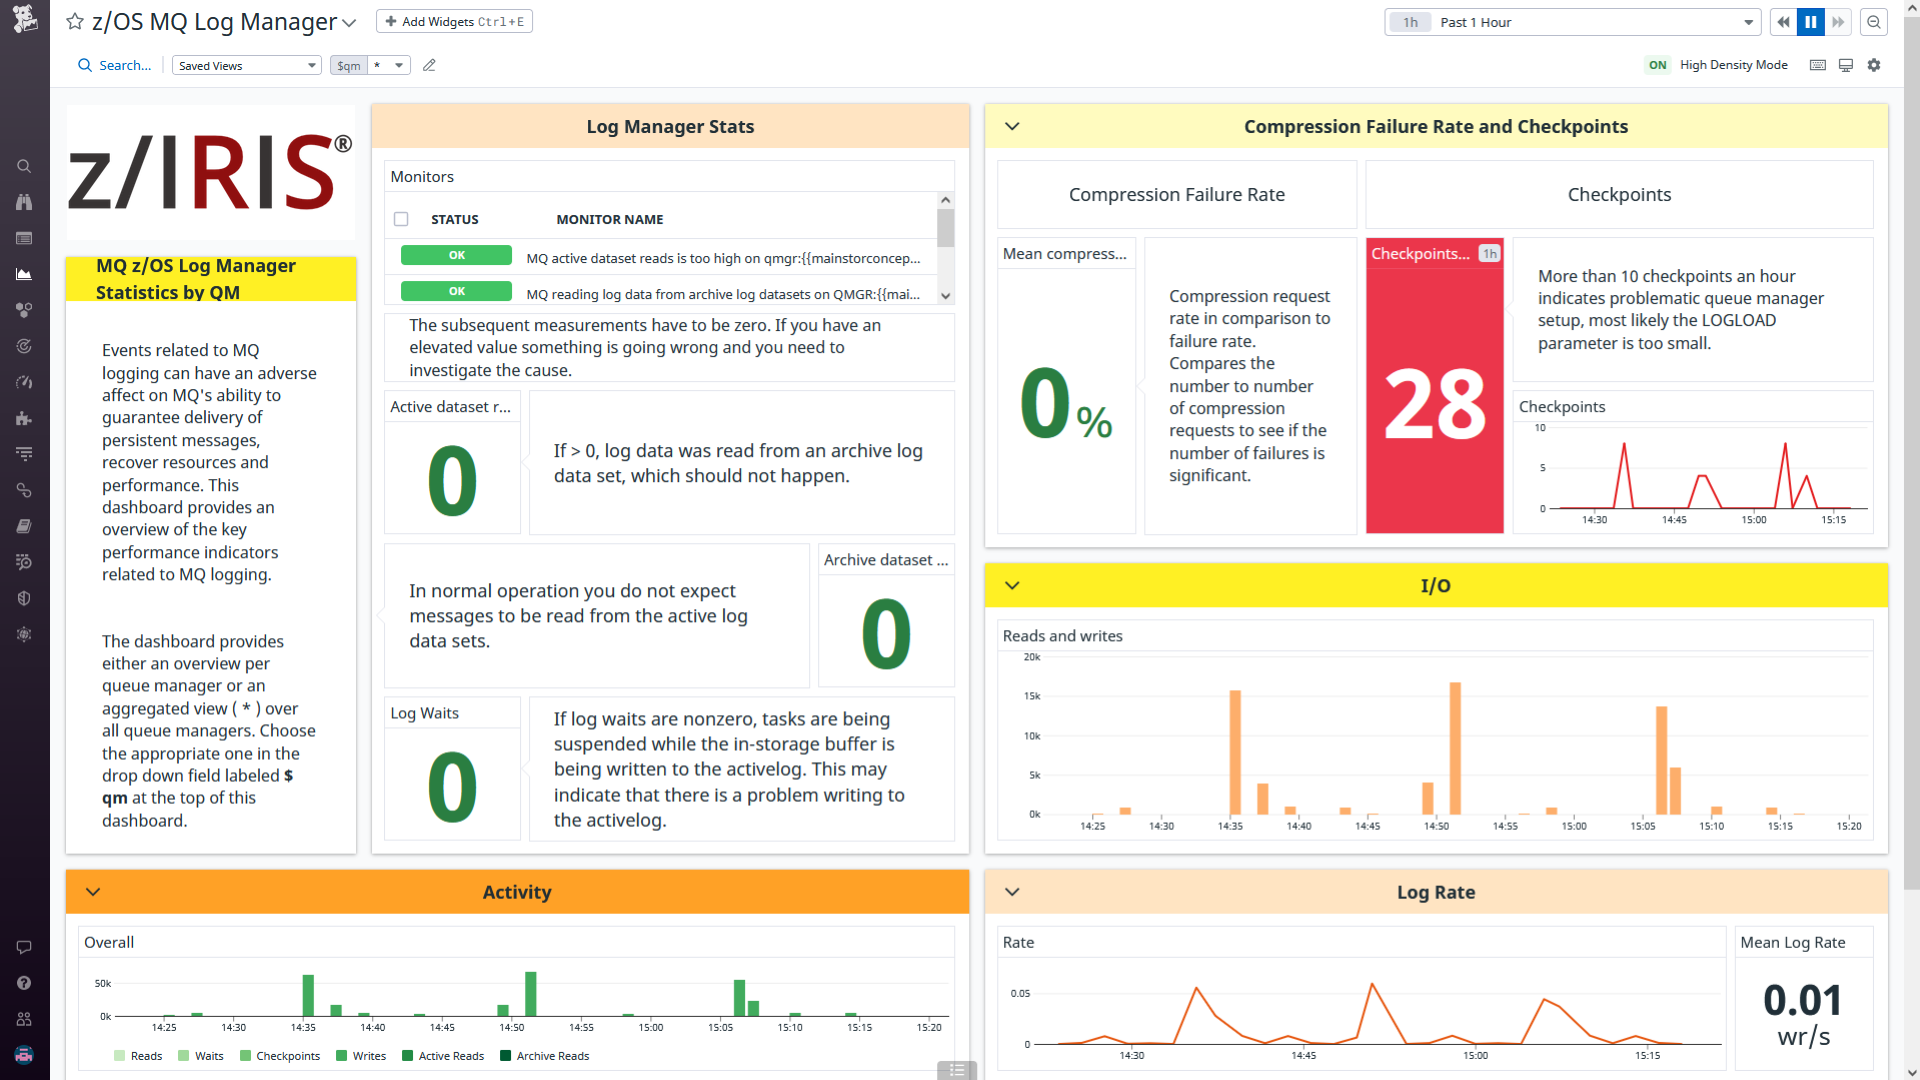 z/OS MQ Log Manager
Add Widgets Ctrl+E
1h Past 1 Hour
Search...
Saved Views
$qm *
ON High Density Mode
z/IRIS®
MQ z/OS Log Manager
Statistics by QM
Events related to MQ
logging can have an adverse
affect on MQ's ability to
guarantee delivery of
persistent messages,
recover resources and
performance. This
dashboard provides an
overview of the key
performance indicators
related to MQ logging.
The dashboard provides
either an overview per
queue manager or an
aggregated view ( * ) over
all queue managers. Choose
the appropriate one in the
drop down field labeled $
qm at the top of this
dashboard.
Log Manager Stats
Monitors
STATUS MONITOR NAME
OK MQ active dataset reads is too high on qmgr:{{mainstorconcep...
OK MQ reading log data from archive log datasets on QMGR:{{mai...
The subsequent measurements have to be zero. If you have an
elevated value something is going wrong and you need to
investigate the cause.
Active dataset r...
0
If > 0, log data was read from an archive log
data set, which should not happen.
In normal operation you do not expect
messages to be read from the active log
data sets.
Archive dataset ...
0
Log Waits
0
If log waits are nonzero, tasks are being
suspended while the in-storage buffer is
being written to the activelog. This may
indicate that there is a problem writing to
the activelog.
Compression Failure Rate and Checkpoints
Compression Failure Rate
Checkpoints
Mean compress...
0%
Compression request
rate in comparison to
failure rate.
Compares the
number to number
of compression
requests to see if the
number of failures is
significant.
Checkpoints... 1h
28
More than 10 checkpoints an hour
indicates problematic queue manager
setup, most likely the LOGLOAD
parameter is too small.
Checkpoints
10
5
0
14:30 14:45 15:00 15:15
I/O
Reads and writes
20k
15k
10k
5k
0k
14:25 14:30 14:35 14:40 14:45 14:50 14:55 15:00 15:05 15:10 15:15 15:20
Activity
Overall
50k
0k
14:25 14:30 14:35 14:40 14:45 14:50 14:55 15:00 15:05 15:10 15:15 15:20
Reads Waits Checkpoints Writes Active Reads Archive Reads
Log Rate
Rate
0.05
0
14:30 14:45 15:00 15:15
Mean Log Rate
0.01
wr/s